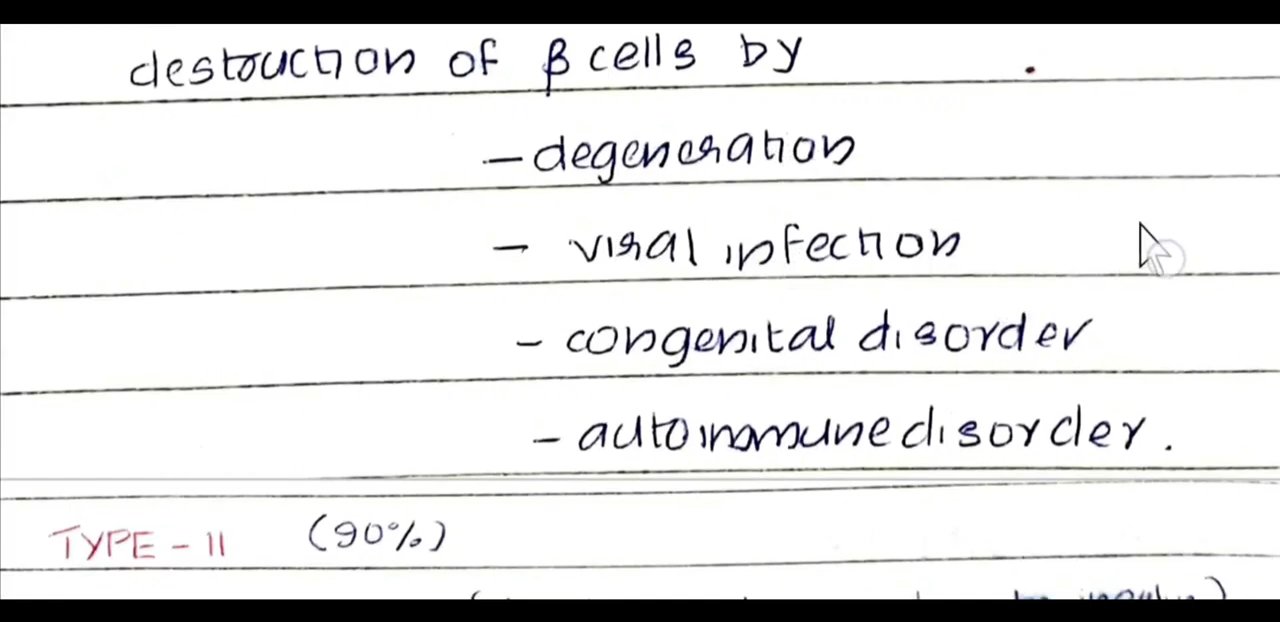 destruction of β cells by
- degeneration
- viral infection
- congenital disorder
- autoimmune disorder.
TYPE - II (90%)